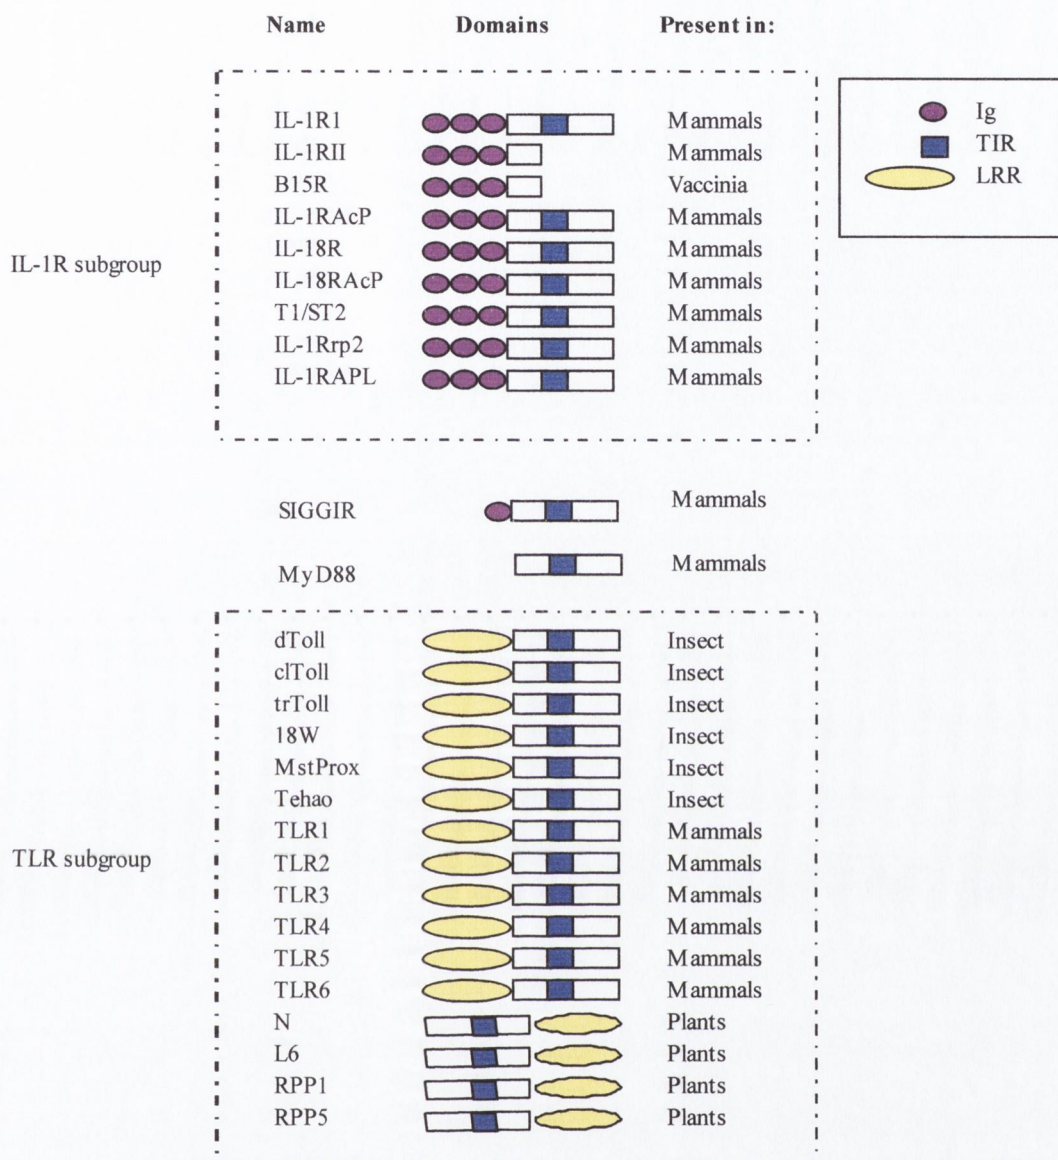 Name Domains Present in:
IL-1R1 Mammals
IL-1RII Mammals
B15R Vaccinia
IL-1RAcP Mammals
IL-18R Mammals
IL-18RAcP Mammals
T1/ST2 Mammals
IL-1Rrp2 Mammals
IL-1RAPL Mammals
IL-1R subgroup
Ig
TIR
LRR
SIGGIR Mammals
MyD88 Mammals
dToll Insect
clToll Insect
trToll Insect
18W Insect
MstProx Insect
Tehao Insect
TLR1 Mammals
TLR2 Mammals
TLR3 Mammals
TLR4 Mammals
TLR5 Mammals
TLR6 Mammals
N Plants
L6 Plants
RPP1 Plants
RPP5 Plants
TLR subgroup